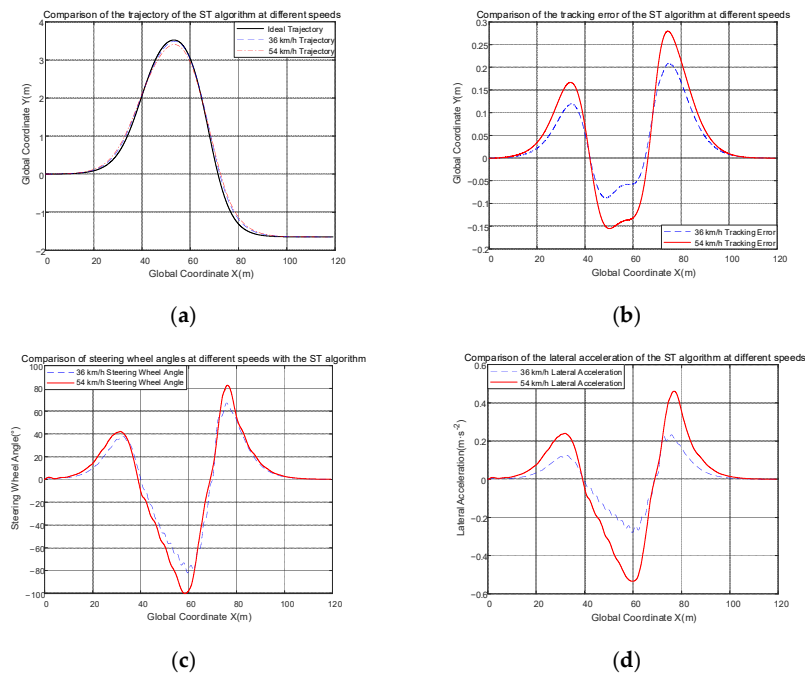 Comparison of the trajectory of the ST algorithm at different speeds
Ideal Trajectory
36 km/h Trajectory
54 km/h Trajectory
Global Coordinate Y(m)
4
3
2
1
0
−1
−2
0 20 40 60 80 100 120
Global Coordinate X(m)
(a)
Comparison of the tracking error of the ST algorithm at different speeds
Global Coordinate Y(m)
0.3
0.25
0.2
0.15
0.1
0.05
0
−0.05
−0.1
−0.15
−0.2
36 km/h Tracking Error
54 km/h Tracking Error
0 20 40 60 80 100 120
Global Coordinate X(m)
(b)
Comparison of steering wheel angles at different speeds with the ST algorithm
36 km/h Steering Wheel Angle
54 km/h Steering Wheel Angle
Steering Wheel Angle(°)
100
80
60
40
20
0
−20
−40
−60
−80
−100
0 20 40 60 80 100 120
Global Coordinate X(m)
(c)
Comparison of the lateral acceleration of the ST algorithm at different speeds
36 km/h Lateral Acceleration
54 km/h Lateral Acceleration
Lateral Acceleration(m·s⁻²)
0.6
0.4
0.2
0
−0.2
−0.4
−0.6
0 20 40 60 80 100 120
Global Coordinate X(m)
(d)